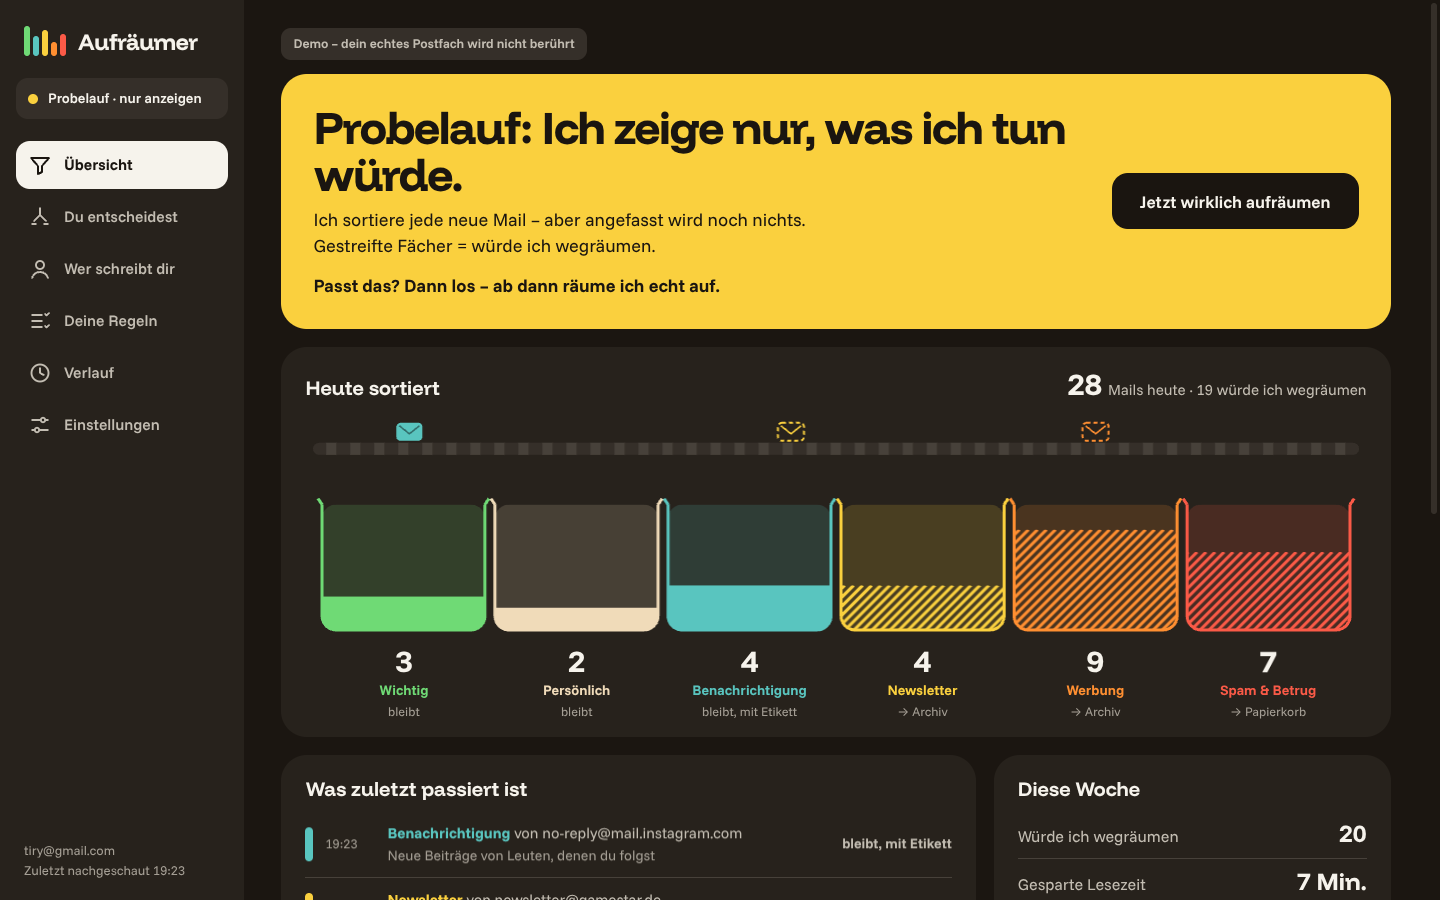 Aufräumer
Probelauf · nur anzeigen
Übersicht
Du entscheidest
Wer schreibt dir
Deine Regeln
Verlauf
Einstellungen
tiry@gmail.com
Zuletzt nachgeschaut 19:23
Demo – dein echtes Postfach wird nicht berührt
Probelauf: Ich zeige nur, was ich tun
würde.
Ich sortiere jede neue Mail – aber angefasst wird noch nichts.
Gestreifte Fächer = würde ich wegräumen.
Passt das? Dann los – ab dann räume ich echt auf.
Jetzt wirklich aufräumen
Heute sortiert
28 Mails heute · 19 würde ich wegräumen
3 2 4 4 9 7
Wichtig Persönlich Benachrichtigung Newsletter Werbung Spam & Betrug
bleibt bleibt bleibt, mit Etikett → Archiv → Archiv → Papierkorb
Was zuletzt passiert ist
19:23 Benachrichtigung von no-reply@mail.instagram.com bleibt, mit Etikett
Neue Beiträge von Leuten, denen du folgst
Newsletter von newsletter@gamestar.de
Diese Woche
Würde ich wegräumen 20
Gesparte Lesezeit 7 Min.